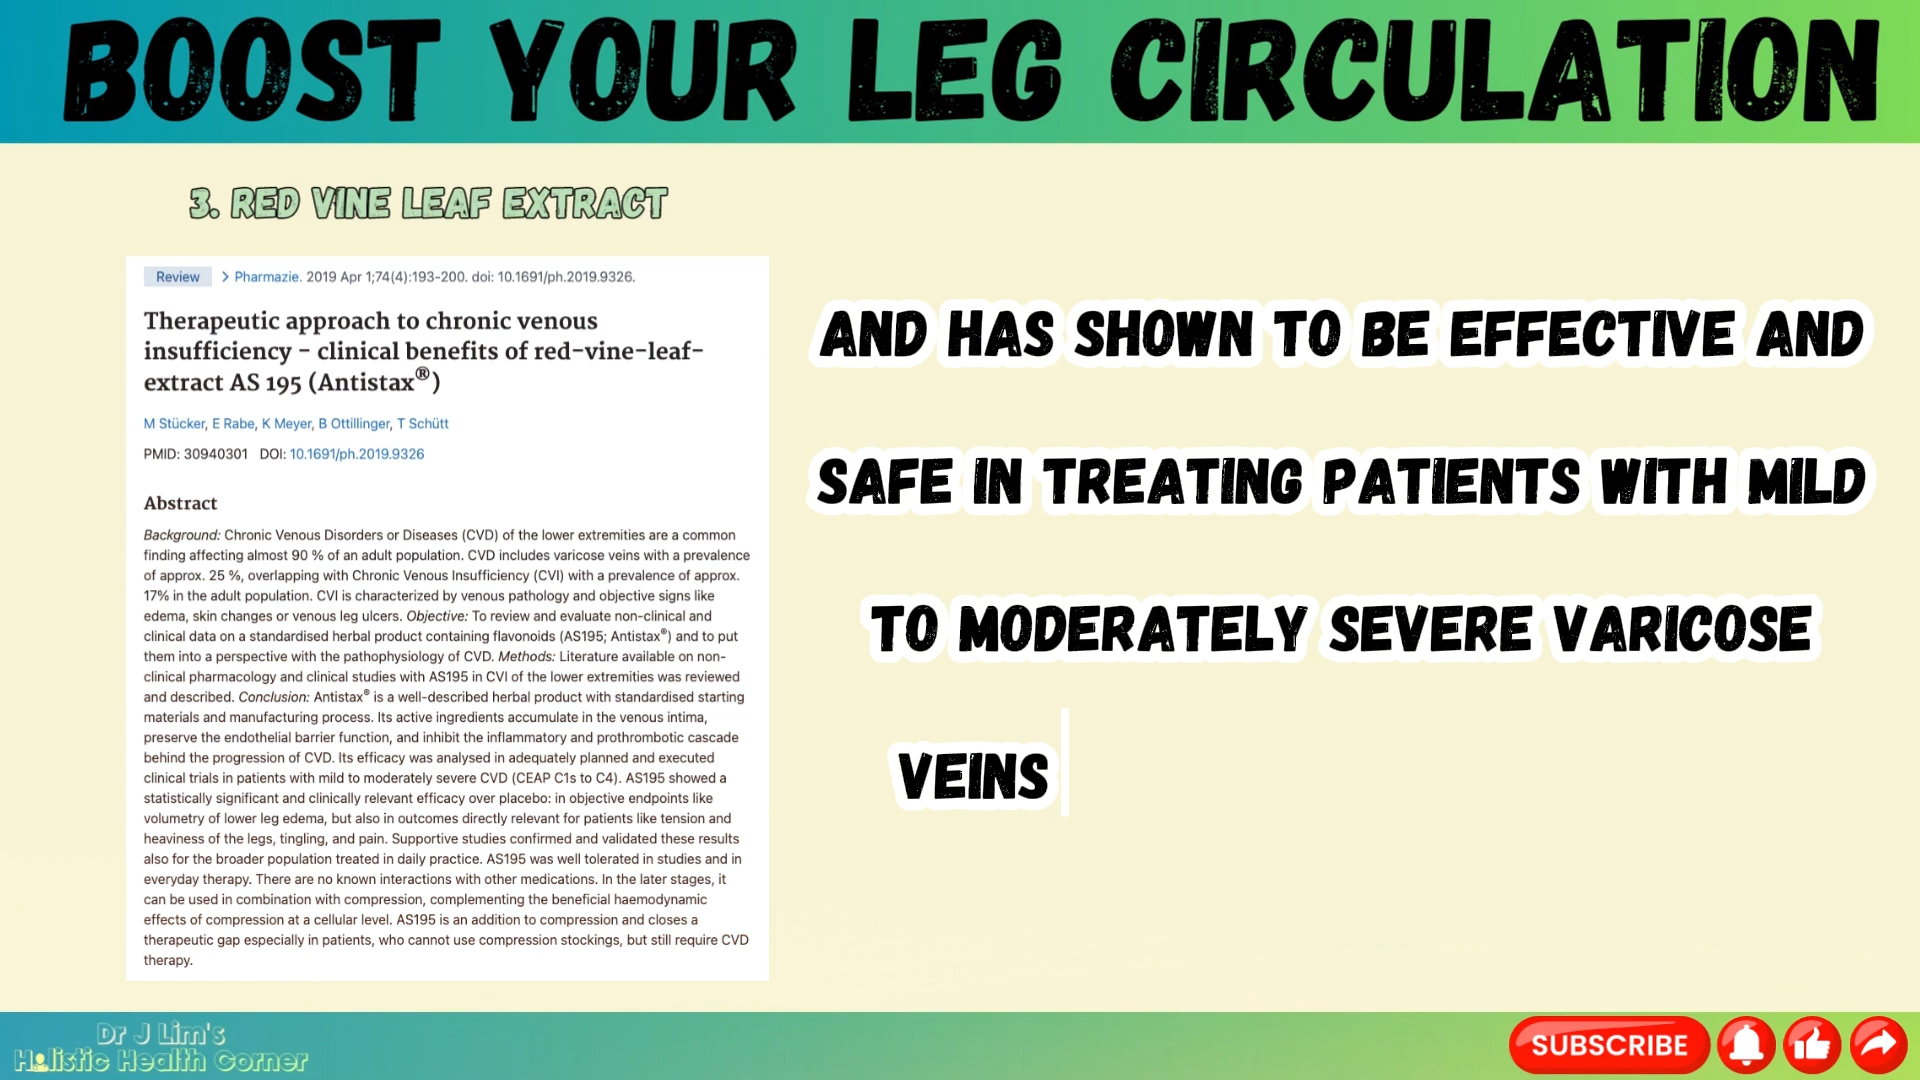 BOOST YOUR LEG CIRCULATION
3. RED VINE LEAF EXTRACT
Review > Pharmazie. 2019 Apr 1;74(4):193-200. doi: 10.1691/ph.2019.9326.
Therapeutic approach to chronic venous
insufficiency - clinical benefits of red-vine-leaf-
extract AS 195 (Antistax®)
M Stücker, E Rabe, K Meyer, B Ottillinger, T Schütt
PMID: 30940301 DOI: 10.1691/ph.2019.9326
Abstract
Background: Chronic Venous Disorders or Diseases (CVD) of the lower extremities are a common
finding affecting almost 90 % of an adult population. CVD includes varicose veins with a prevalence
of approx. 25 %, overlapping with Chronic Venous Insufficiency (CVI) with a prevalence of approx.
17% in the adult population. CVI is characterized by venous pathology and objective signs like
edema, skin changes or venous leg ulcers. Objective: To review and evaluate non-clinical and
clinical data on a standardised herbal product containing flavonoids (AS195; Antistax®) and to put
them into a perspective with the pathophysiology of CVD. Methods: Literature available on non-
clinical pharmacology and clinical studies with AS195 in CVI of the lower extremities was reviewed
and described. Conclusion: Antistax® is a well-described herbal product with standardised starting
materials and manufacturing process. Its active ingredients accumulate in the venous intima,
preserve the endothelial barrier function, and inhibit the inflammatory and prothrombotic cascade
behind the progression of CVD. Its efficacy was analysed in adequately planned and executed
clinical trials in patients with mild to moderately severe CVD (CEAP C1s to C4). AS195 showed a
statistically significant and clinically relevant efficacy over placebo: in objective endpoints like
volumetry of lower leg edema, but also in outcomes directly relevant for patients like tension and
heaviness of the legs, tingling, and pain. Supportive studies confirmed and validated these results
also for the broader population treated in daily practice. AS195 was well tolerated in studies and in
everyday therapy. There are no known interactions with other medications. In the later stages, it
can be used in combination with compression, complementing the beneficial haemodynamic
effects of compression at a cellular level. AS195 is an addition to compression and closes a
therapeutic gap especially in patients, who cannot use compression stockings, but still require CVD
therapy.
AND HAS SHOWN TO BE EFFECTIVE AND
SAFE IN TREATING PATIENTS WITH MILD
TO MODERATELY SEVERE VARICOSE
VEINS
Dr J Lim's
Holistic Health Corner
SUBSCRIBE